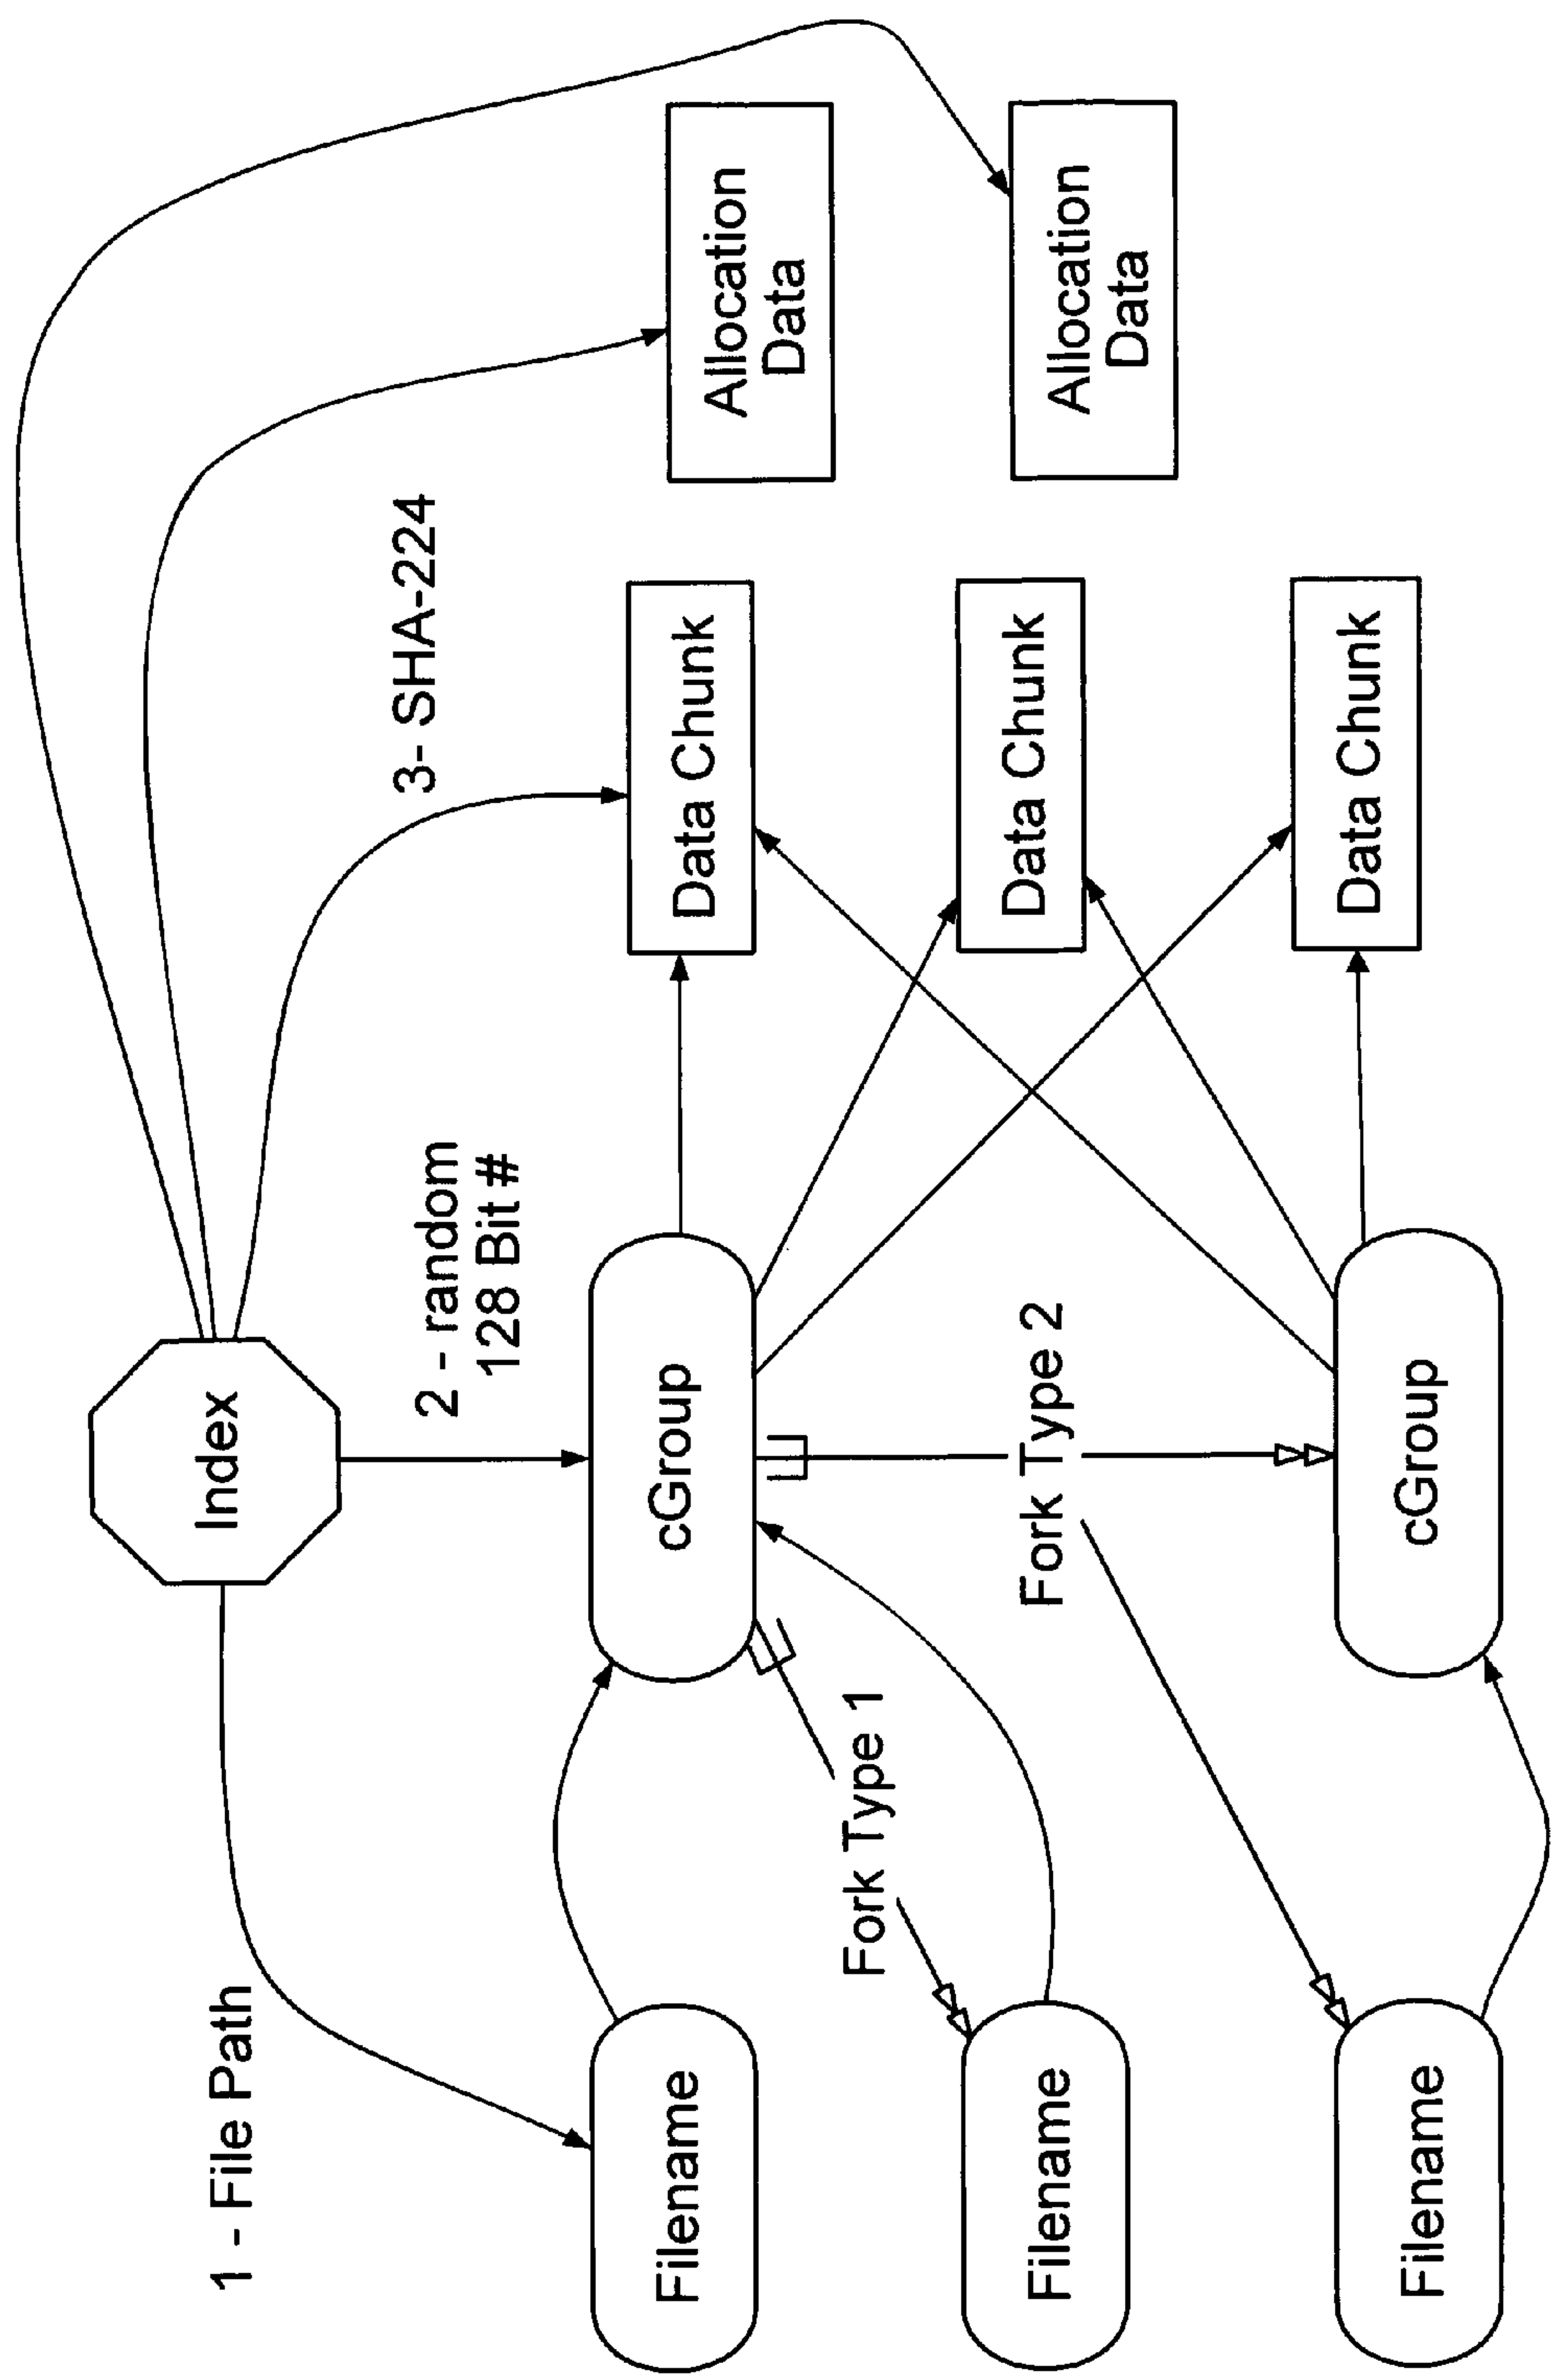 Index
1 - File Path
2 - random
128 Bit #
3- SHA-224
Filename
cGroup
Data Chunk
Allocation
Data
Fork Type 1
Filename
Fork Type 2
Data Chunk
Allocation
Data
Filename
cGroup
Data Chunk